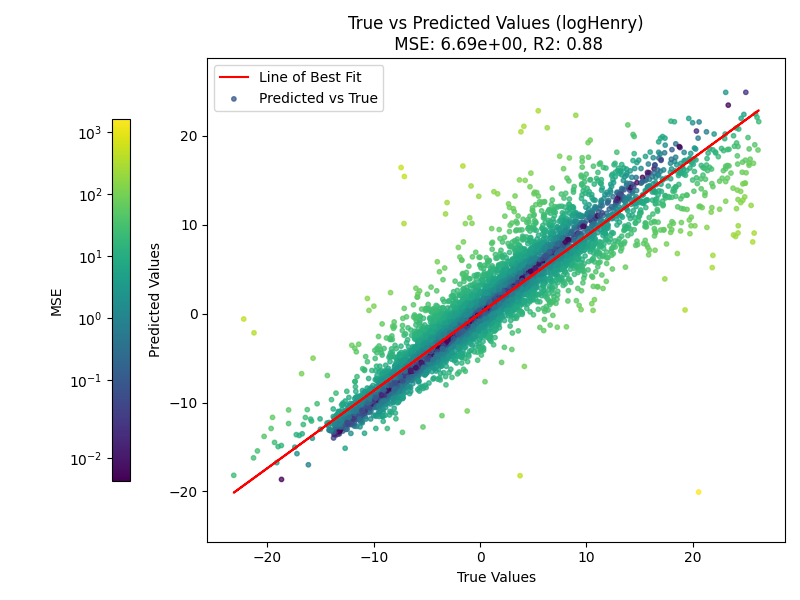 True vs Predicted Values (logHenry)
MSE: 6.69e+00, R2: 0.88
Line of Best Fit
Predicted vs True
10³
10²
10¹
10⁰
10⁻¹
10⁻²
MSE
Predicted Values
20
10
0
−10
−20
−20 −10 0 10 20
True Values